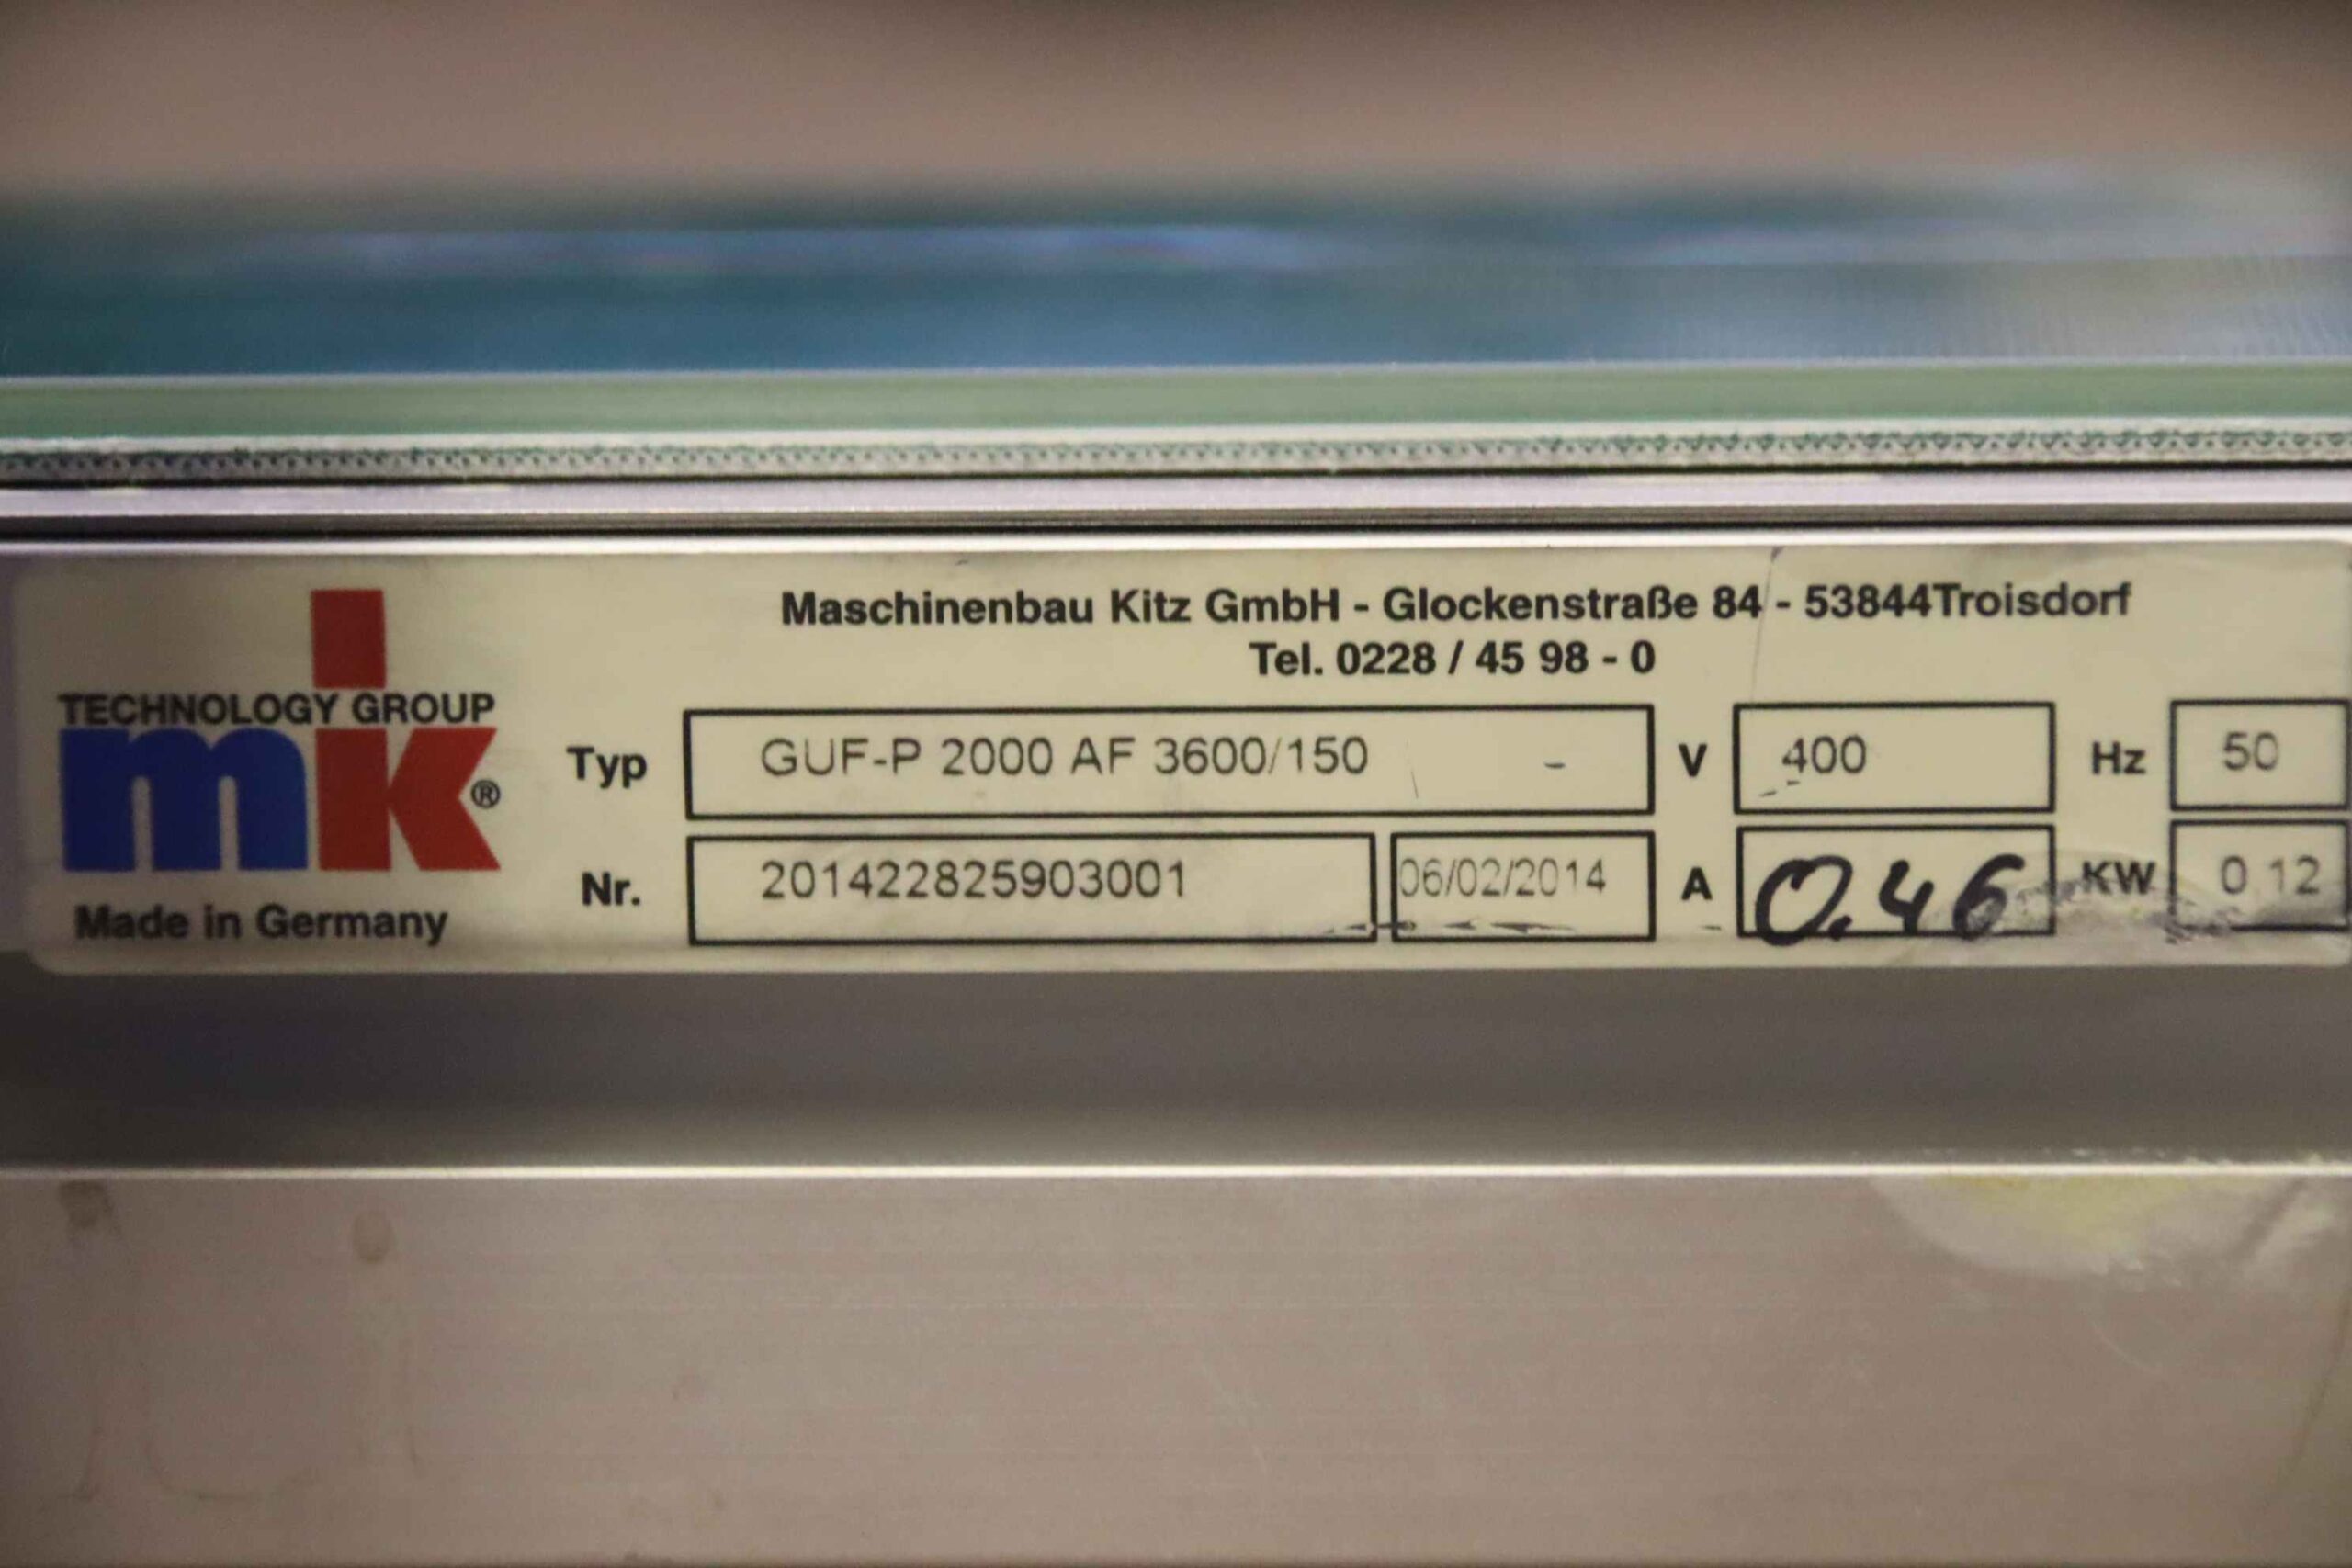 Maschinenbau Kitz GmbH - Glockenstraße 84 - 53844Troisdorf
Tel. 0228 / 45 98 - 0
TECHNOLOGY GROUP
mk®
Made in Germany
Typ GUF-P 2000 AF 3600/150 - V 400 Hz 50
Nr. 201422825903001 06/02/2014 A 0.46 KW 0 12